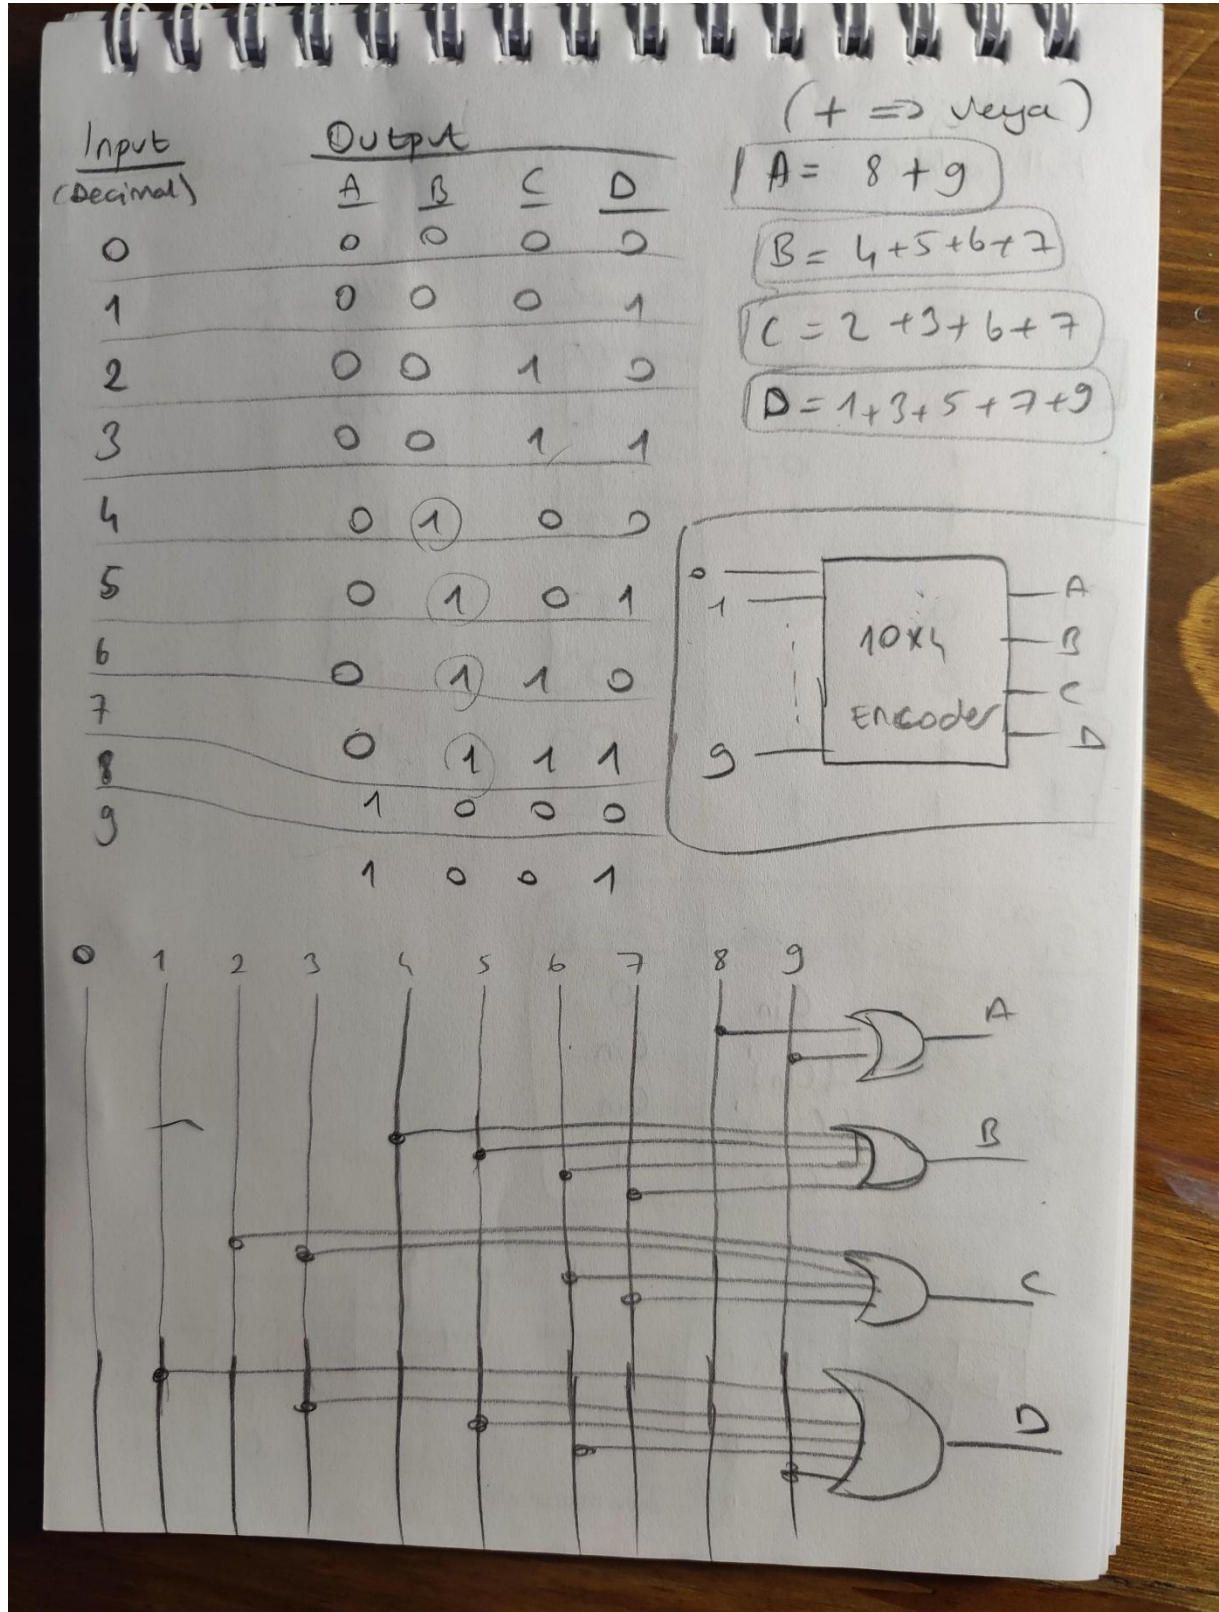 (+ => veya)
Input Output
(Decimal) A B C D
0 0 0 0 0
1 0 0 0 1
2 0 0 1 0
3 0 0 1 1
4 0 1 0 0
5 0 1 0 1
6 0 1 1 0
7 0 1 1 1
8 1 0 0 0
9 1 0 0 1
A = 8 + 9
B = 4+5+6+7
C = 2+3+6+7
D = 1+3+5+7+9
0 A
1 10x4 B
Encoder C
9 D
0 1 2 3 4 5 6 7 8 9
A
B
C
D